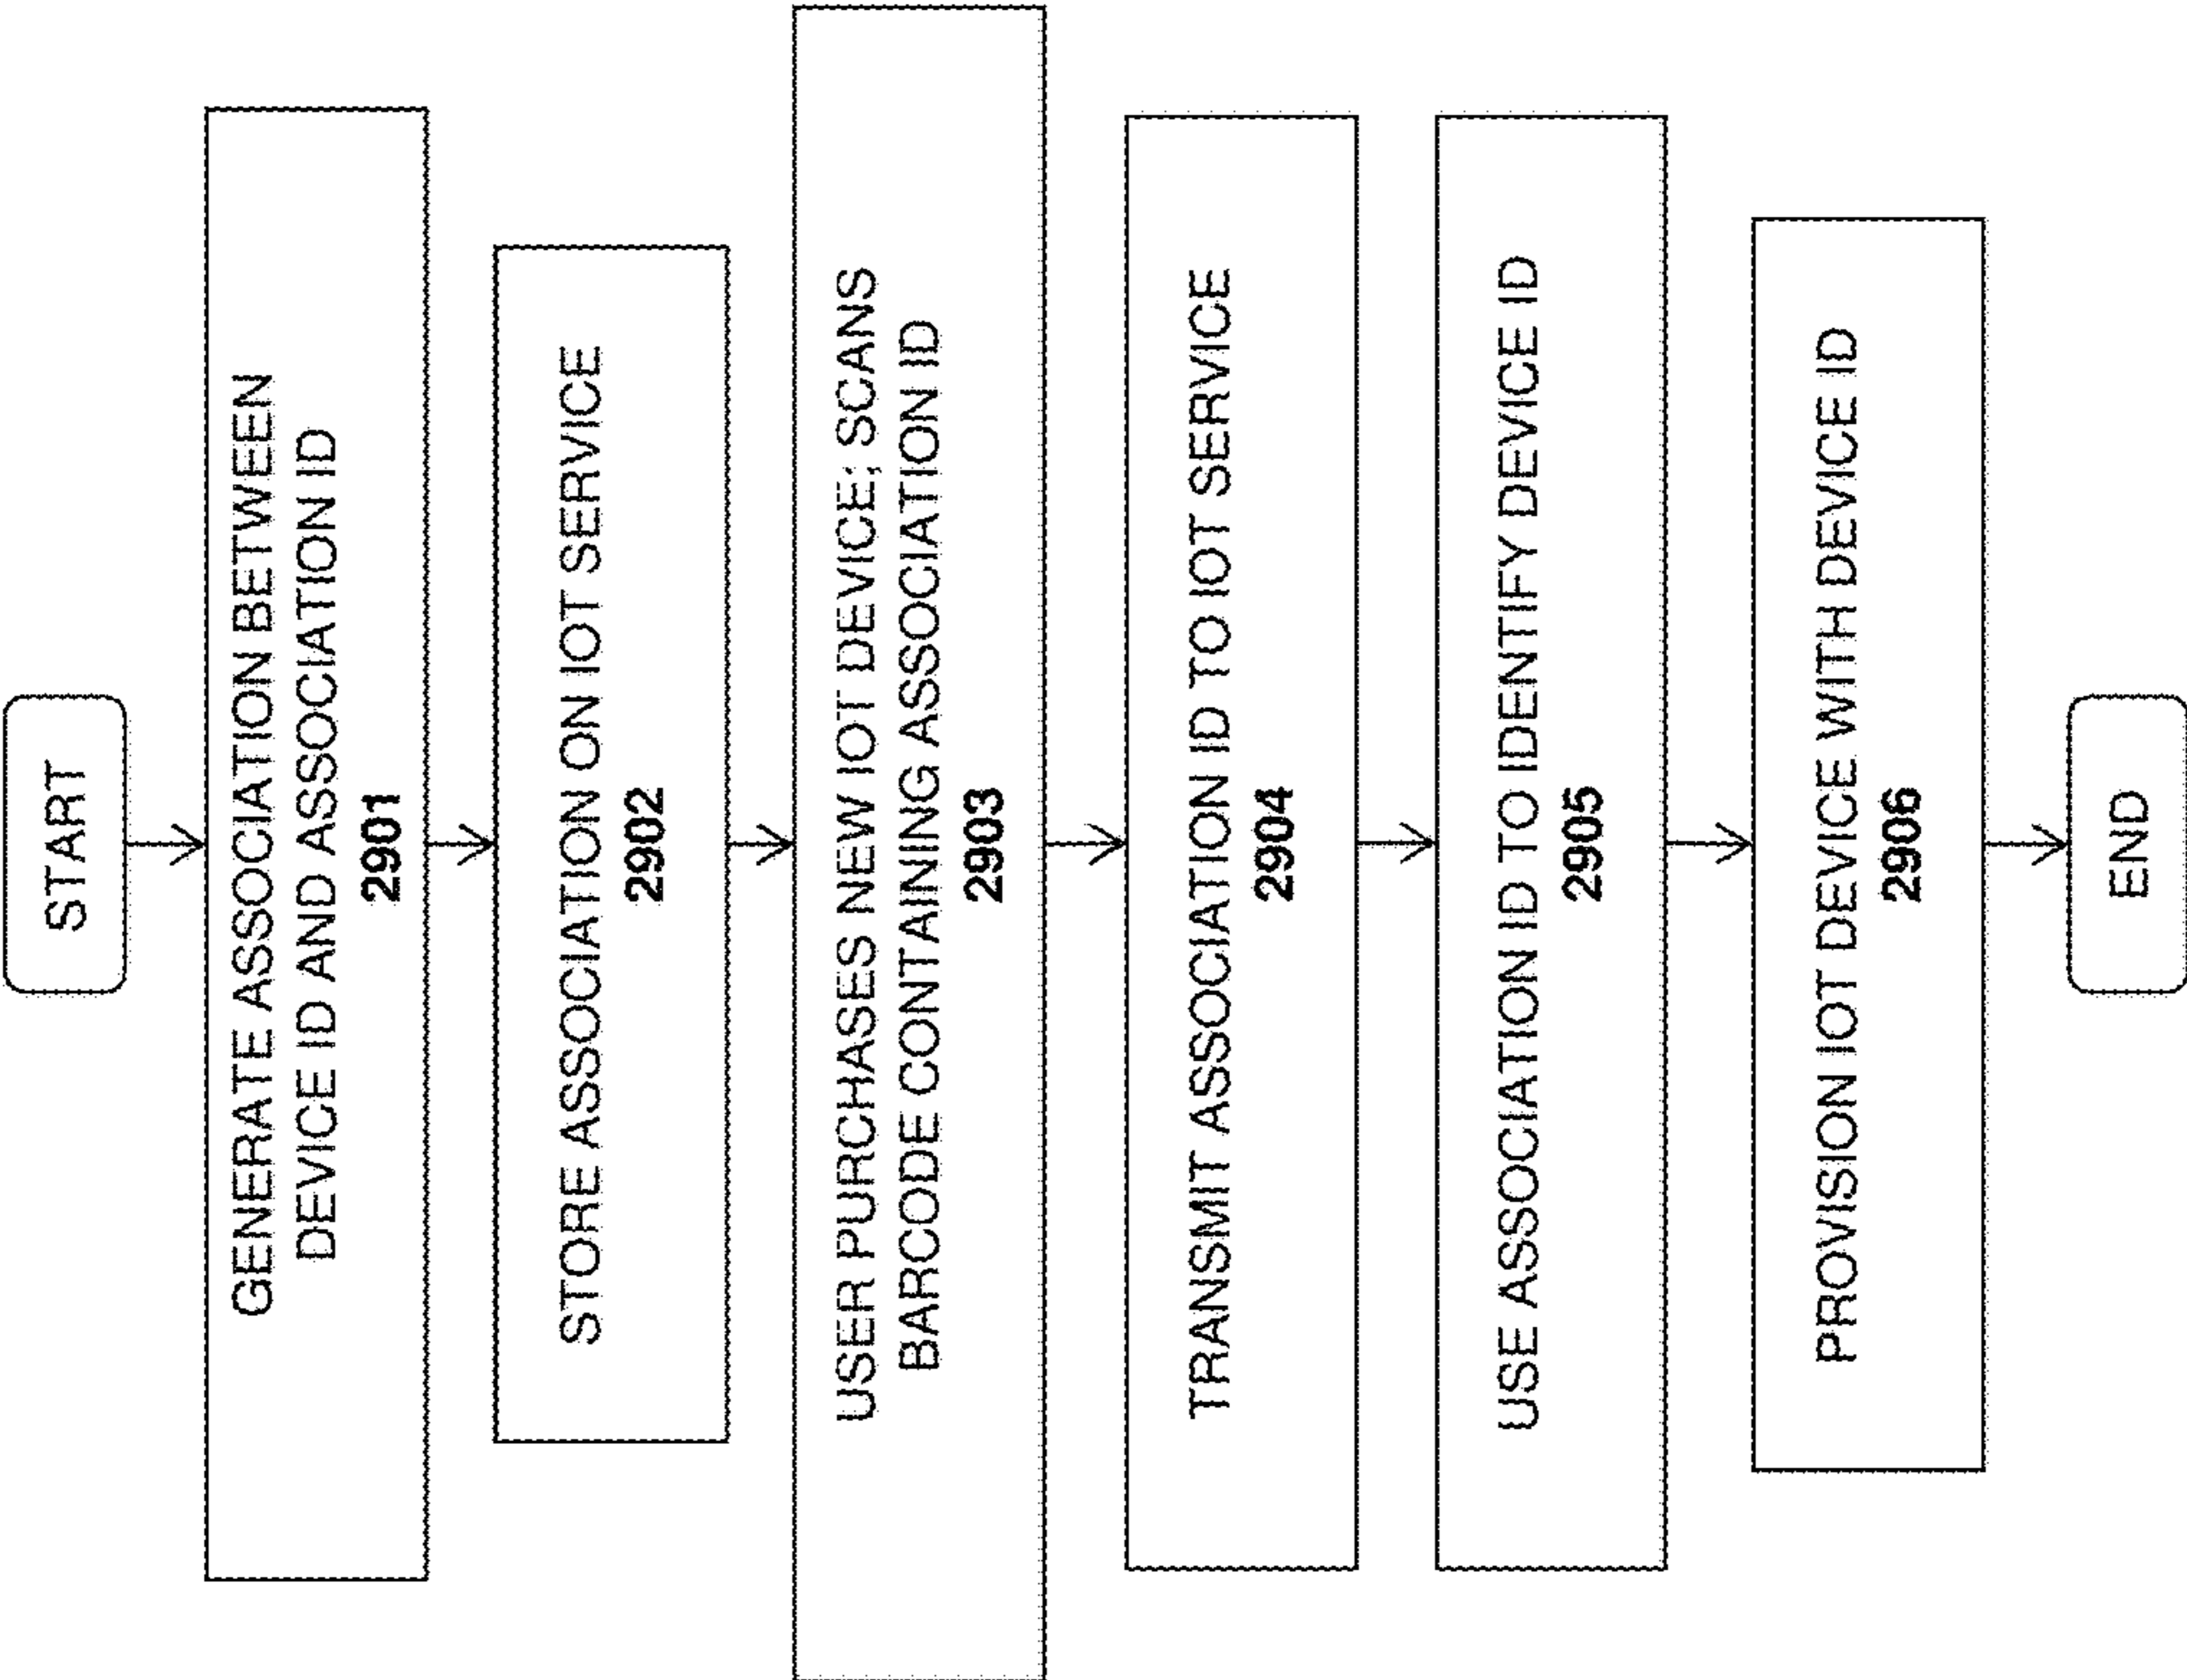 START
GENERATE ASSOCIATION BETWEEN
DEVICE ID AND ASSOCIATION ID
2901
STORE ASSOCIATION ON IOT SERVICE
2902
USER PURCHASES NEW IOT DEVICE; SCANS
BARCODE CONTAINING ASSOCIATION ID
2903
TRANSMIT ASSOCIATION ID TO IOT SERVICE
2904
USE ASSOCIATION ID TO IDENTIFY DEVICE ID
2905
PROVISION IOT DEVICE WITH DEVICE ID
2906
END